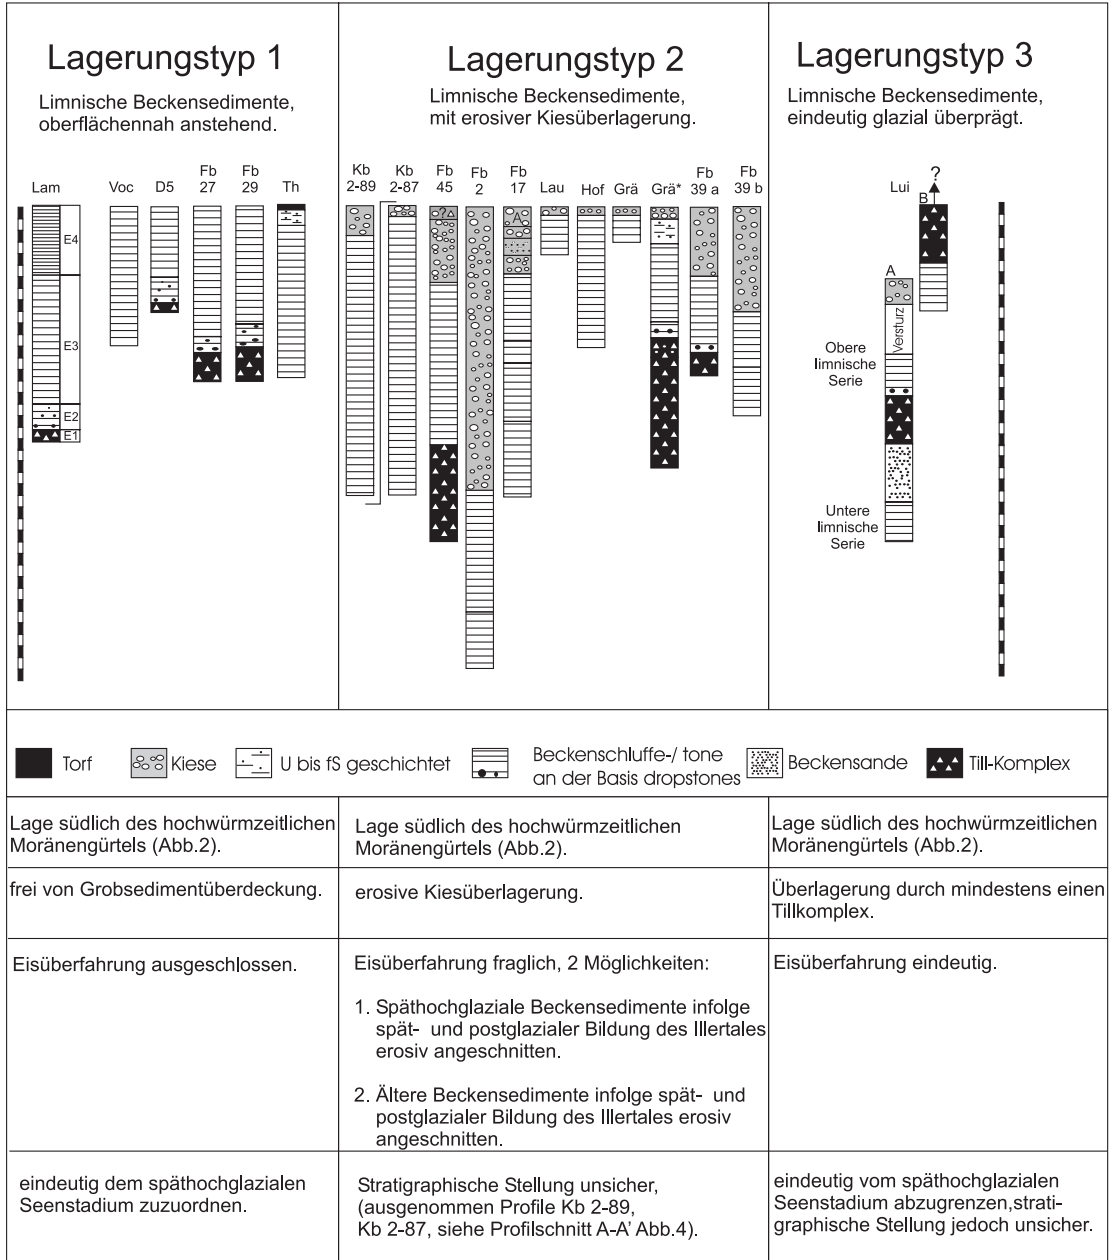 Lagerungstyp 1
Limnische Beckensedimente,
oberflächennah anstehend.
Lam
Voc
D5
Fb
27
Fb
29
Th
E4
E3
E2
E1
Lagerungstyp 2
Limnische Beckensedimente,
mit erosiver Kiesüberlagerung.
Kb
2-89
Kb
2-87
Fb
45
Fb
2
Fb
17
Lau
Hof
Grä
Grä*
Fb
39 a
Fb
39 b
?
A
Lagerungstyp 3
Limnische Beckensedimente,
eindeutig glazial überprägt.
?
Lui
B
A
Versturz
Obere
limnische
Serie
Untere
limnische
Serie
Torf
Kiese
U bis fS geschichtet
Beckenschluffe-/ tone
an der Basis dropstones
Beckensande
Till-Komplex
Lage südlich des hochwürmzeitlichen
Moränengürtels (Abb.2).
Lage südlich des hochwürmzeitlichen
Moränengürtels (Abb.2).
Lage südlich des hochwürmzeitlichen
Moränengürtels (Abb.2).
frei von Grobsedimentüberdeckung.
erosive Kiesüberlagerung.
Überlagerung durch mindestens einen
Tillkomplex.
Eisüberfahrung ausgeschlossen.
Eisüberfahrung fraglich, 2 Möglichkeiten:
1. Späthochglaziale Beckensedimente infolge
spät- und postglazialer Bildung des Illertales
erosiv angeschnitten.
2. Ältere Beckensedimente infolge spät- und
postglazialer Bildung des Illertales erosiv
angeschnitten.
Eisüberfahrung eindeutig.
eindeutig dem späthochglazialen
Seenstadium zuzuordnen.
Stratigraphische Stellung unsicher,
(ausgenommen Profile Kb 2-89,
Kb 2-87, siehe Profilschnitt A-A' Abb.4).
eindeutig vom späthochglazialen
Seenstadium abzugrenzen,strati-
graphische Stellung jedoch unsicher.